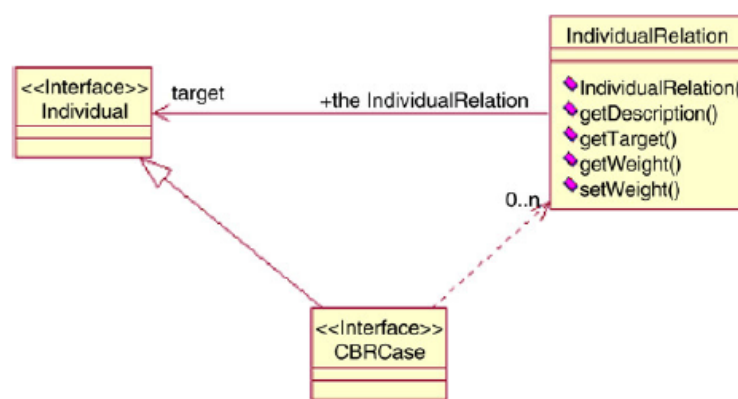 IndividualRelation
<<Interface>>
Individual
target
+the IndividualRelation
IndividualRelation(
getDescription()
getTarget()
getWeight()
setWeight()
0..n
<<Interface>>
CBRCase